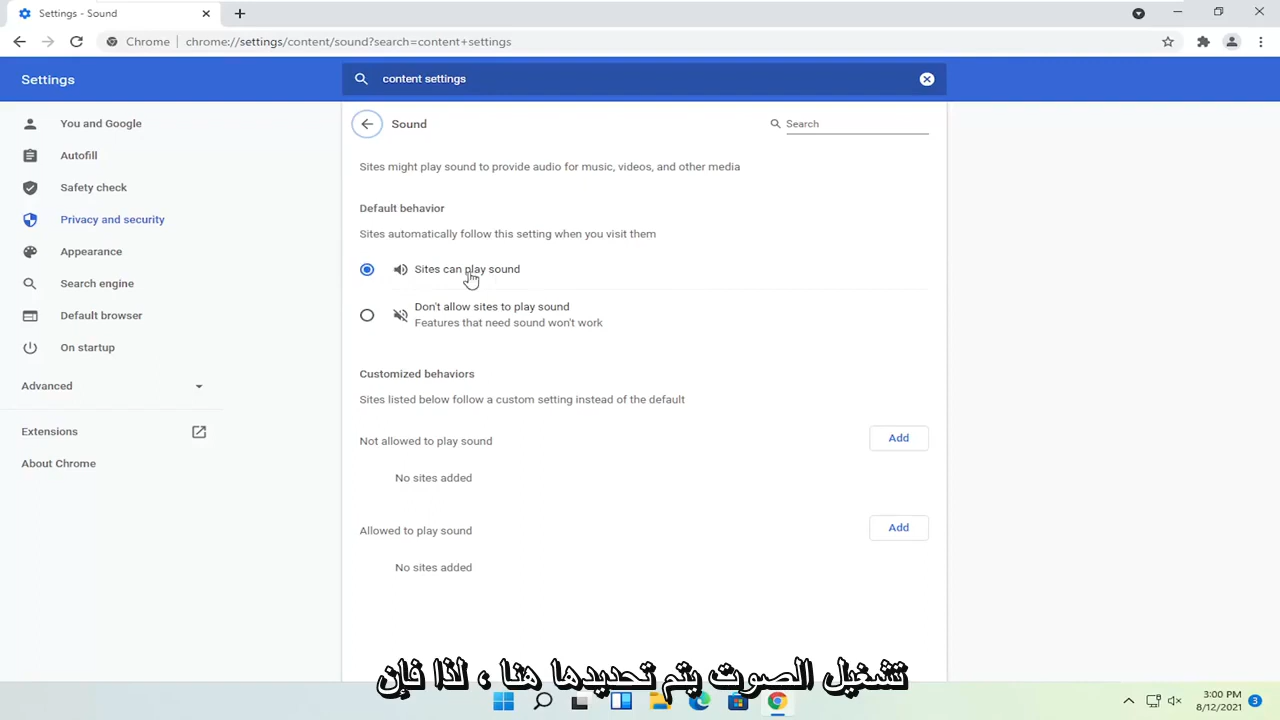 Settings - Sound
Chrome
chrome://settings/content/sound?search=content+settings
Settings
content settings
You and Google
Autofill
Safety check
Privacy and security
Appearance
Search engine
Default browser
On startup
Advanced
Extensions
About Chrome
Sound
Search
Sites might play sound to provide audio for music, videos, and other media
Default behavior
Sites automatically follow this setting when you visit them
Sites can play sound
Don't allow sites to play sound
Features that need sound won't work
Customized behaviors
Sites listed below follow a custom setting instead of the default
Not allowed to play sound
Add
No sites added
Allowed to play sound
Add
No sites added
تشغيل الصوت يتم تحديدها هنا ، لذا فإن
3:00 PM
8/12/2021
3